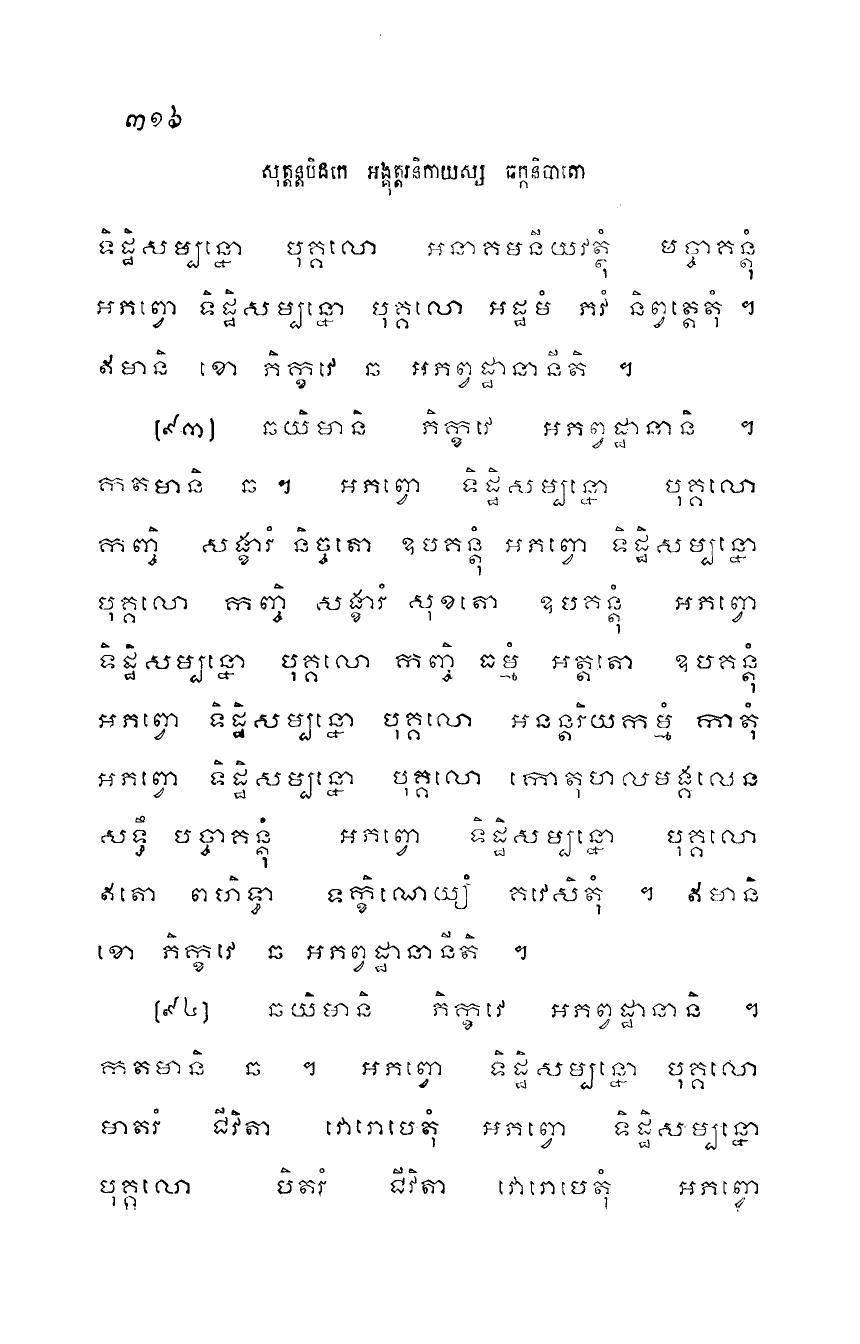 ៣១៦
សុត្តន្តបិដកេ អង្គុត្តរនិកាយស្ស ឆក្កនិបាតោ
ទិដ្ឋិសម្បន្នោ បុគ្គលោ អនាគមនីយវត្ថុំ បច្ចាគន្តុំ
អភព្វោ ទិដ្ឋិសម្បន្នោ បុគ្គលោ អដ្ឋមំ ភវំ និព្វត្តេតុំ ។
ឥមានិ ខោ ភិក្ខវេ ឆ អភព្វដ្ឋានានីតិ ។
(៩៣) ឆយិមានិ ភិក្ខវេ អភព្វដ្ឋានានិ ។
កតមានិ ឆ ។ អភព្វោ ទិដ្ឋិសម្បន្នោ បុគ្គលោ
កញ្ចិ សង្ខារំ និច្ចតោ ឧបគន្តុំ អភព្វោ ទិដ្ឋិសម្បន្នោ
បុគ្គលោ កញ្ចិ សង្ខារំ សុខតោ ឧបគន្តុំ អភព្វោ
ទិដ្ឋិសម្បន្នោ បុគ្គលោ កញ្ចិ ធម្មំ អត្តតោ ឧបគន្តុំ
អភព្វោ ទិដ្ឋិសម្បន្នោ បុគ្គលោ អនន្តរិយកម្មំ កាតុំ
អភព្វោ ទិដ្ឋិសម្បន្នោ បុគ្គលោ កោតុហលមង្គលេន
សទ្ធឹ បច្ចាគន្តុំ អភព្វោ ទិដ្ឋិសម្បន្នោ បុគ្គលោ
ឥតោ ពហិទ្ធា ទក្ខិណេយ្យំ គវេសិតុំ ។ ឥមានិ
ខោ ភិក្ខវេ ឆ អភព្វដ្ឋានានីតិ ។
(៩៤) ឆយិមានិ ភិក្ខវេ អភព្វដ្ឋានានិ ។
កតមានិ ឆ ។ អភព្វោ ទិដ្ឋិសម្បន្នោ បុគ្គលោ
មាតរំ ជីវិតា វោរោបេតុំ អភព្វោ ទិដ្ឋិសម្បន្នោ
បុគ្គលោ បិតរំ ជីវិតា វោរោបេតុំ អភព្វោ